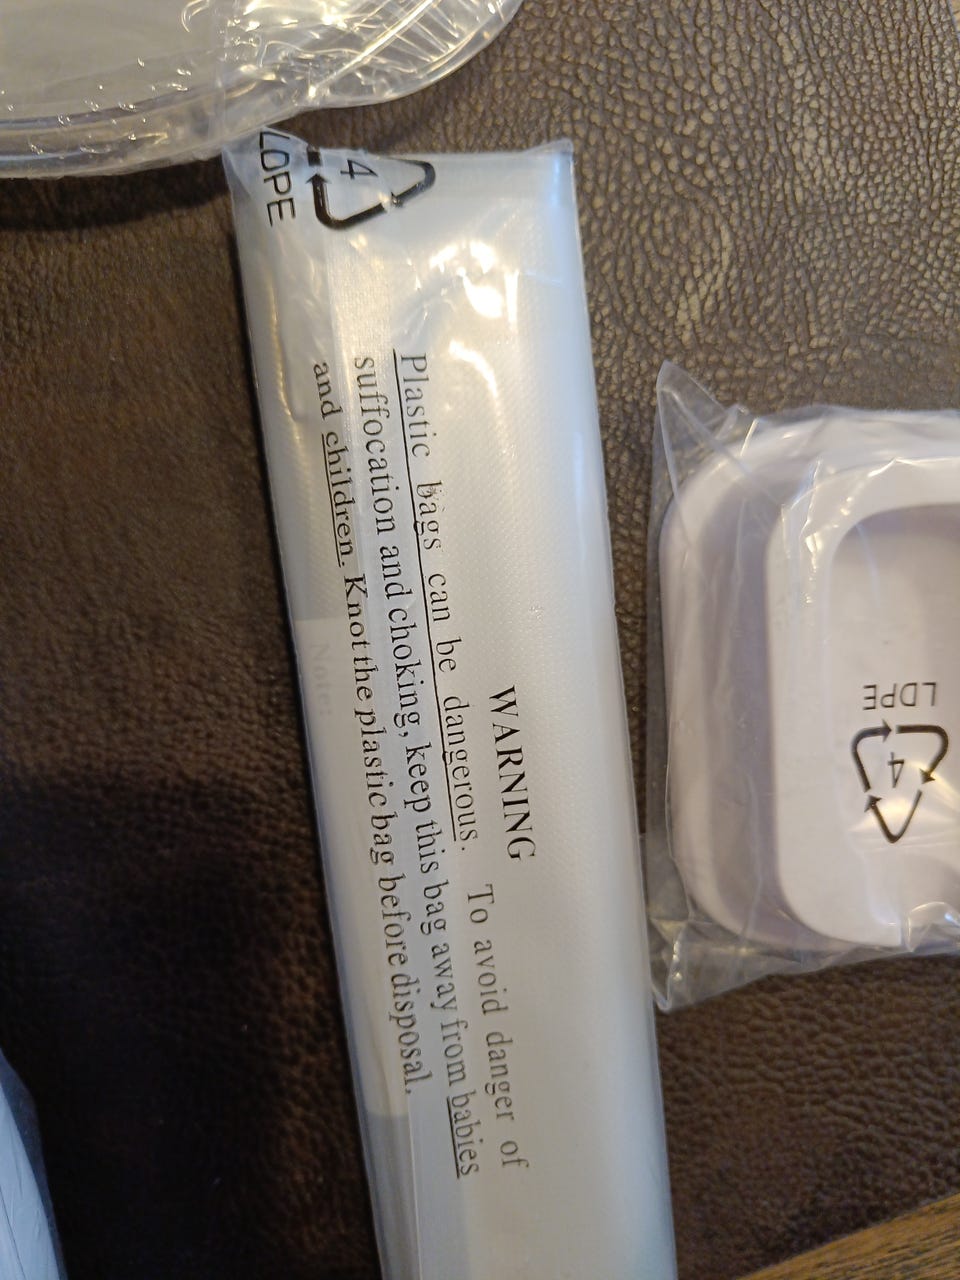 4
LDPE
WARNING
Plastic bags can be dangerous. To avoid danger of
suffocation and choking, keep this bag away from babies
and children. Knot the plastic bag before disposal.
Note:
4
LDPE